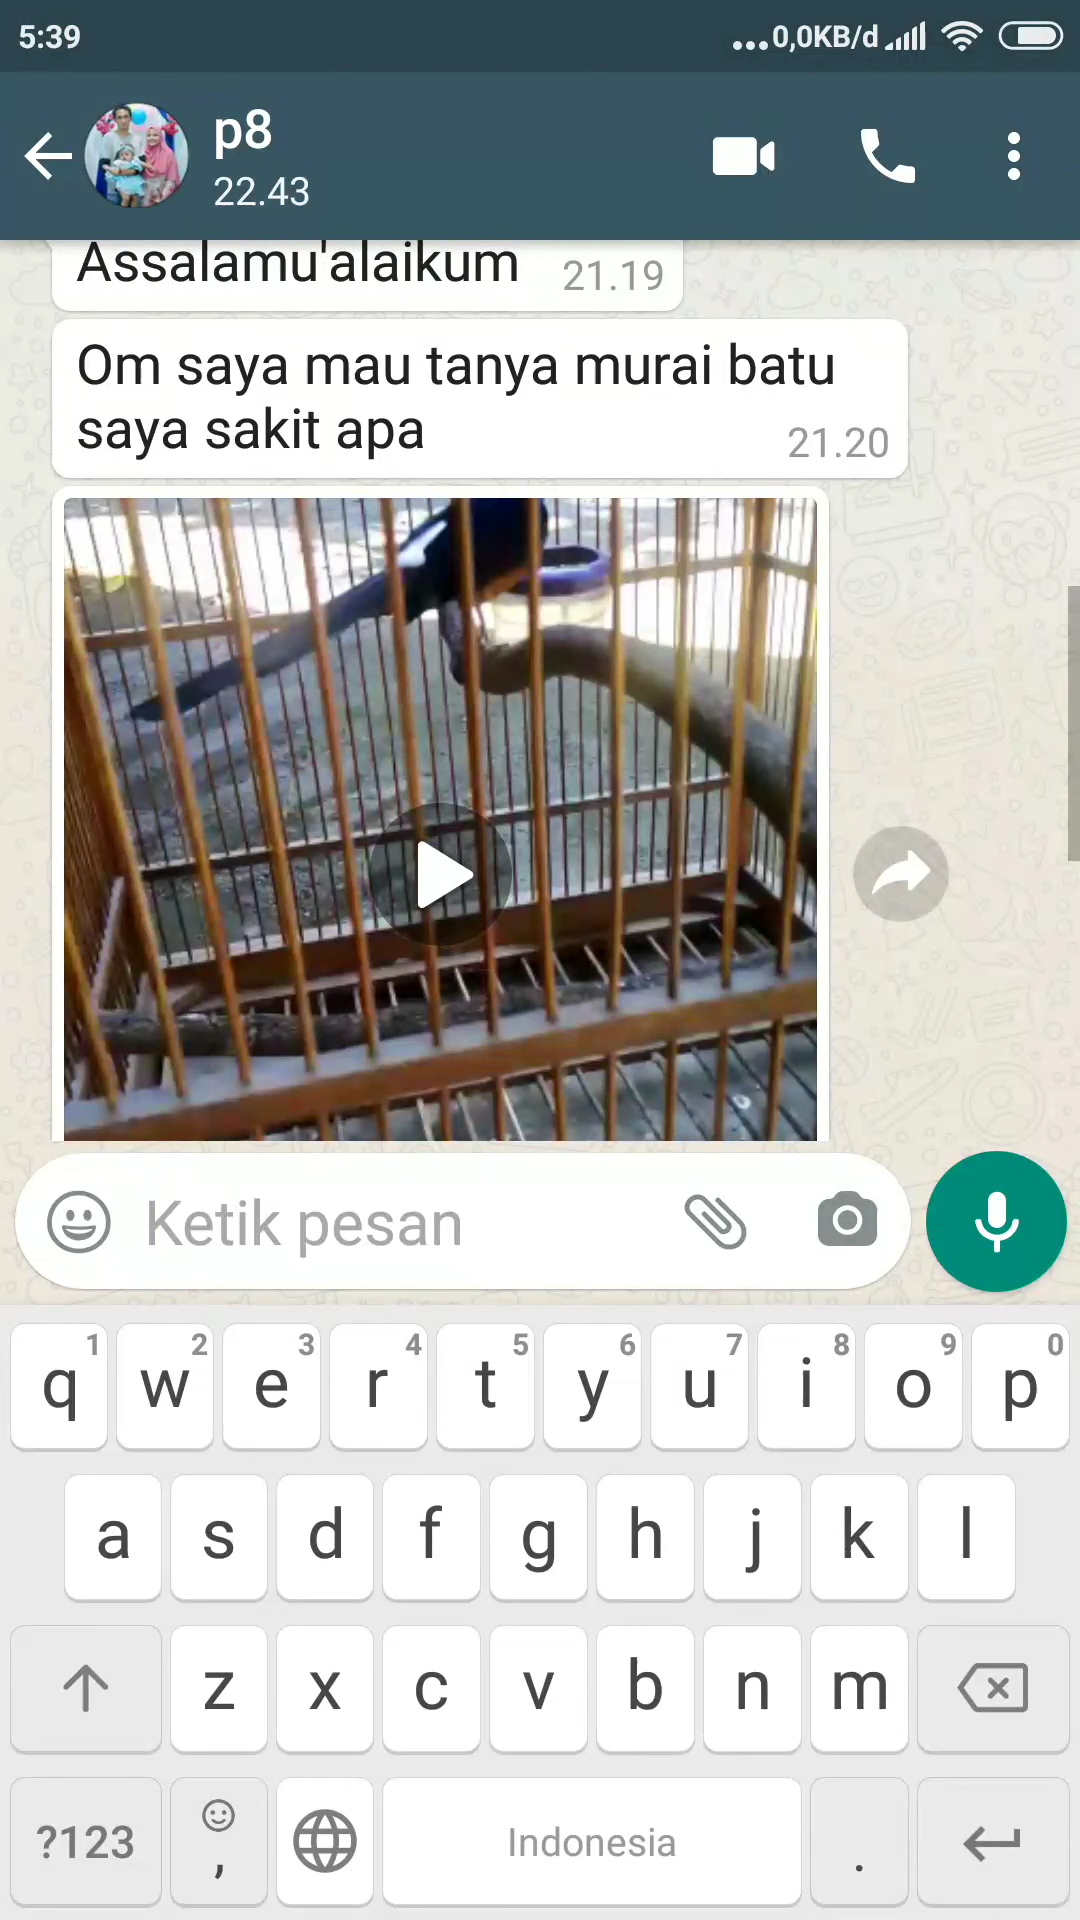 5:39
...0,0KB/d
p8
22.43
Assalamu'alaikum 21.19
Om saya mau tanya murai batu
saya sakit apa 21.20
Ketik pesan
1 2 3 4 5 6 7 8 9 0
q w e r t y u i o p
a s d f g h j k l
z x c v b n m
?123 , Indonesia .